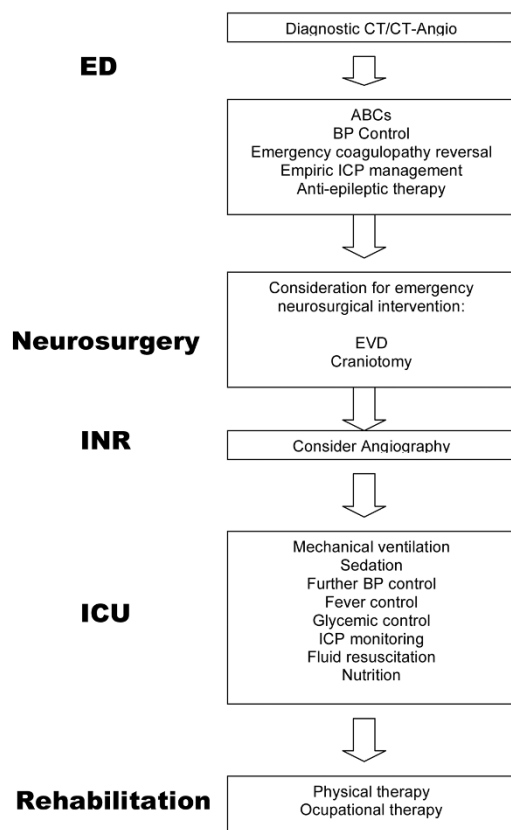 Diagnostic CT/CT-Angio
ED
ABCs
BP Control
Emergency coagulopathy reversal
Empiric ICP management
Anti-epileptic therapy
Consideration for emergency
neurosurgical intervention:
Neurosurgery
EVD
Craniotomy
INR
Consider Angiography
Mechanical ventilation
Sedation
Further BP control
Fever control
ICU
Glycemic control
ICP monitoring
Fluid resuscitation
Nutrition
Rehabilitation
Physical therapy
Ocupational therapy